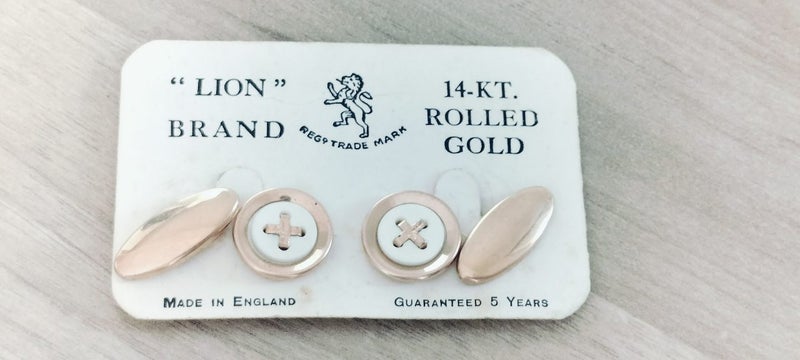 "LION"
BRAND
REGD TRADE MARK
14-KT.
ROLLED
GOLD
MADE IN ENGLAND
GUARANTEED 5 YEARS